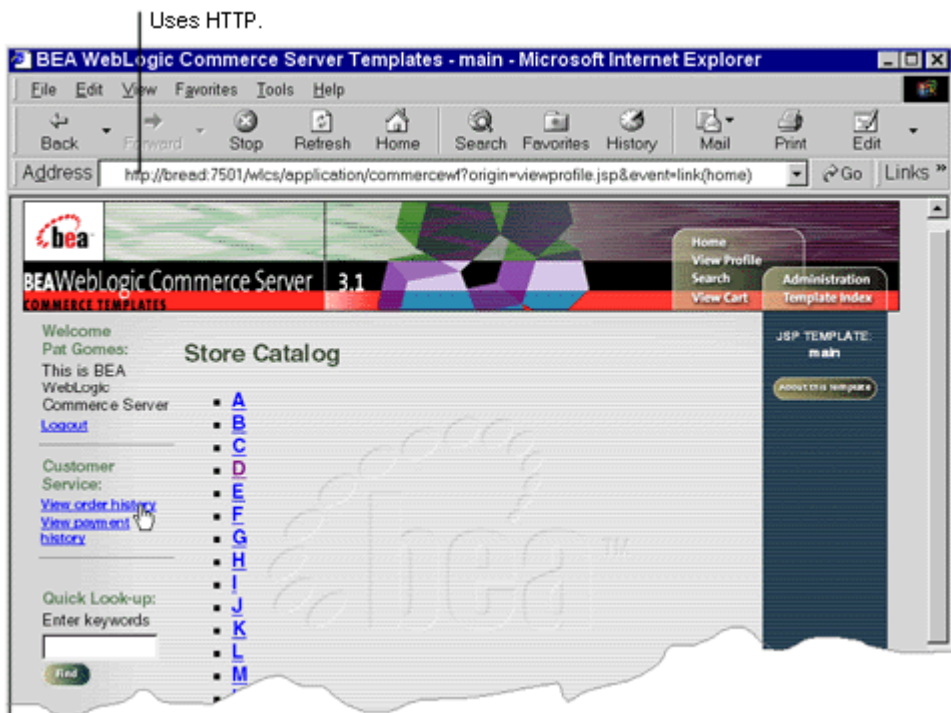 Uses HTTP.
BEA WebLogic Commerce Server Templates - main - Microsoft Internet Explorer
File Edit View Favorites Tools Help
Back Forward Stop Refresh Home Search Favorites History Mail Print Edit
Address http://bread:7501/wlcs/application/commercewf?origin=viewprofile.jsp&event=link(home) Go Links »
bea
Home
View Profile
Search
View Cart
Administration
Template Index
BEAWebLogic Commerce Server 3.1
COMMERCE TEMPLATES
Welcome
Pat Gomes:
This is BEA
WebLogic
Commerce Server
Logout
Customer
Service:
View order history
View payment
history
Quick Look-up:
Enter keywords
Find
Store Catalog
A
B
C
D
E
F
G
H
I
J
K
L
M
bea TM
JSP TEMPLATE:
main
About this template